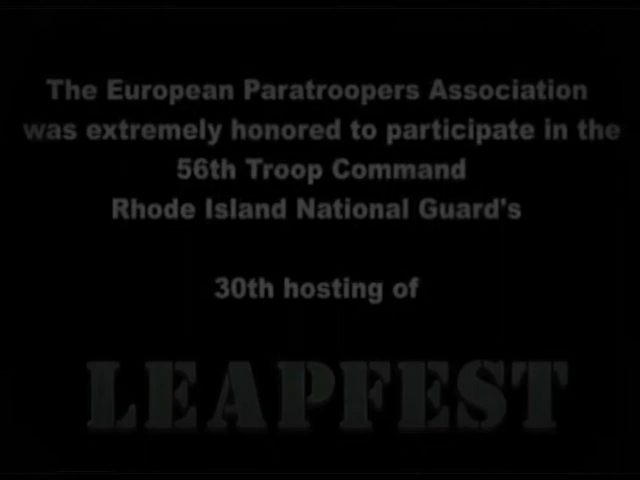 The European Paratroopers Association
was extremely honored to participate in the
56th Troop Command
Rhode Island National Guard's
30th hosting of
LEAPFEST